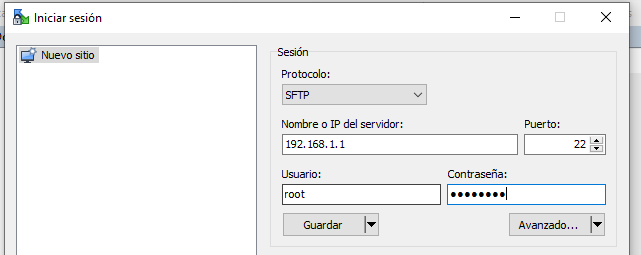 Iniciar sesión
Nuevo sitio
Sesión
Protocolo:
SFTP
Nombre o IP del servidor:
Puerto:
192.168.1.1
22
Usuario:
Contraseña:
root
●●●●●●●●
Guardar
Avanzado...